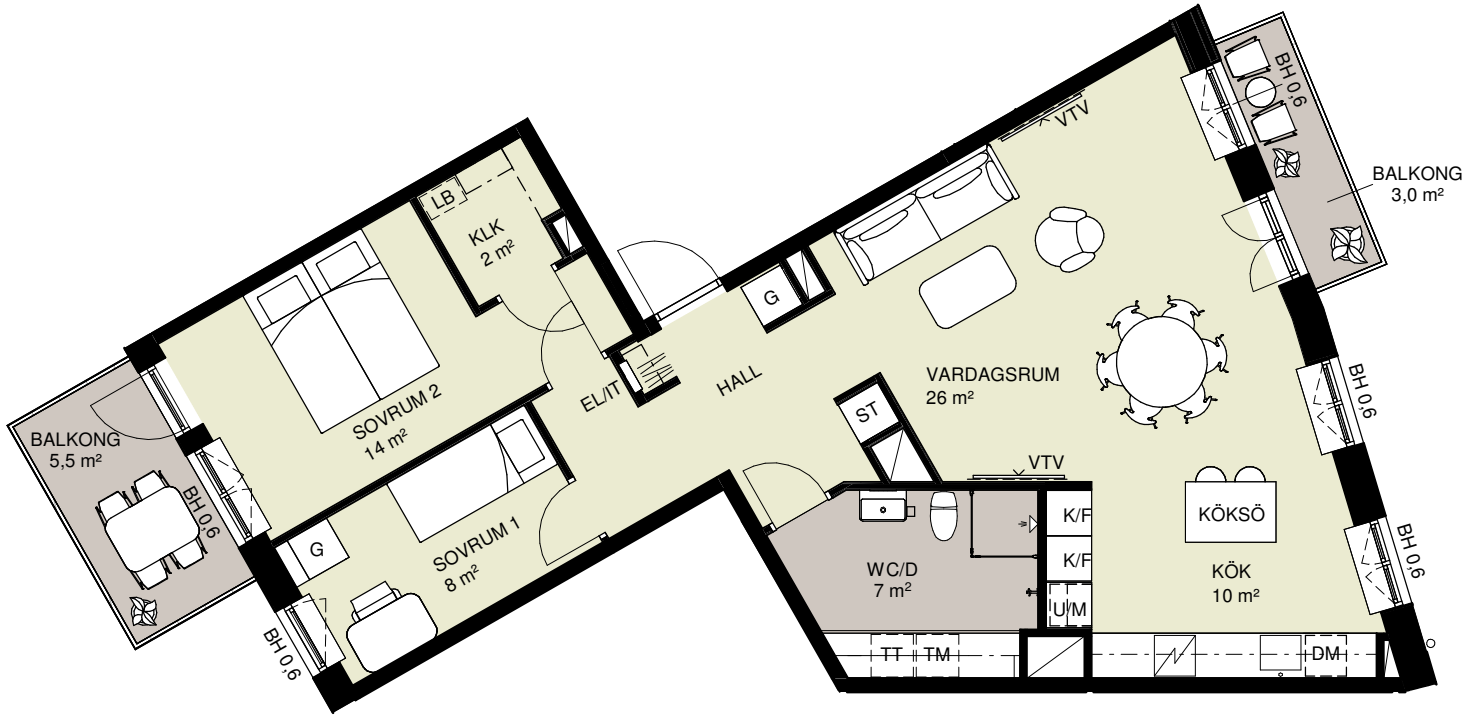 BH 0,6
VTV
BALKONG
3,0 m²
LB
KLK
2 m²
G
HALL
EL/IT
SOVRUM 2
14 m²
BALKONG
5,5 m²
BH 0,6
VARDAGSRUM
26 m²
BH 0,6
ST
VTV
G
SOVRUM 1
8 m²
BH 0,6
K/F
K/F
U/M
KÖKSÖ
KÖK
10 m²
BH 0,6
WC/D
7 m²
TT
TM
DM